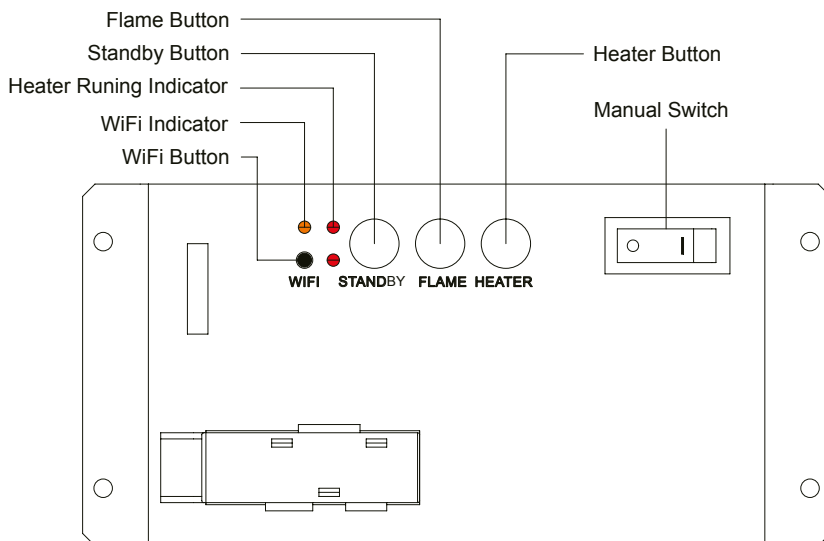 Flame Button
Standby Button
Heater Runing Indicator
WiFi Indicator
WiFi Button
Heater Button
Manual Switch
WIFI STANDBY FLAME HEATER